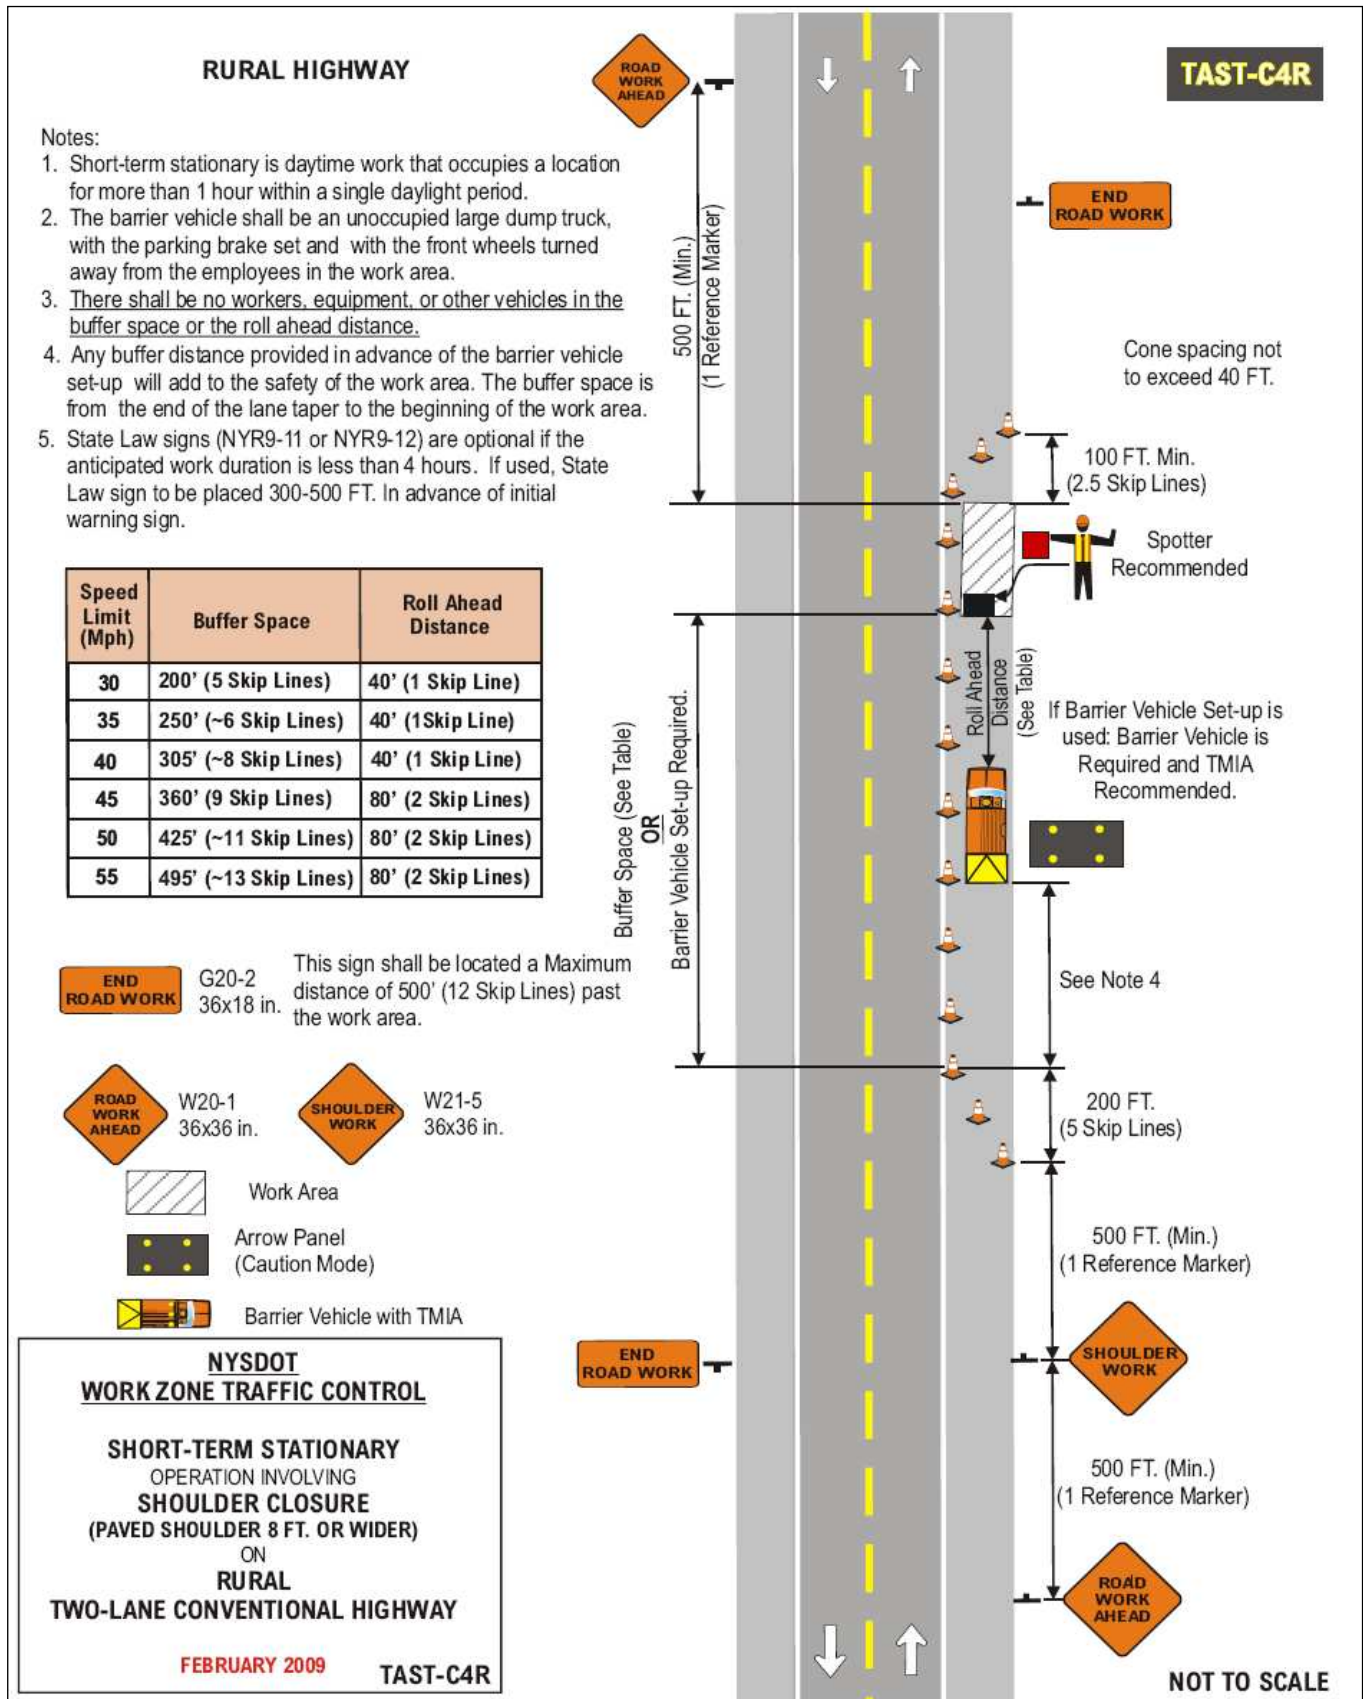 RURAL HIGHWAY
TAST-C4R
ROAD
WORK
AHEAD
END
ROAD WORK
Notes:
1. Short-term stationary is daytime work that occupies a location
for more than 1 hour within a single daylight period.
2. The barrier vehicle shall be an unoccupied large dump truck,
with the parking brake set and with the front wheels turned
away from the employees in the work area.
3. There shall be no workers, equipment, or other vehicles in the
buffer space or the roll ahead distance.
4. Any buffer distance provided in advance of the barrier vehicle
set-up will add to the safety of the work area. The buffer space is
from the end of the lane taper to the beginning of the work area.
5. State Law signs (NYR9-11 or NYR9-12) are optional if the
anticipated work duration is less than 4 hours. If used, State
Law sign to be placed 300-500 FT. In advance of initial
warning sign.
500 FT. (Min.)
(1 Reference Marker)
Cone spacing not
to exceed 40 FT.
100 FT. Min.
(2.5 Skip Lines)
Spotter
Recommended
Speed Limit (Mph) Buffer Space Roll Ahead Distance
30 200' (5 Skip Lines) 40' (1 Skip Line)
35 250' (~6 Skip Lines) 40' (1Skip Line)
40 305' (~8 Skip Lines) 40' (1 Skip Line)
45 360' (9 Skip Lines) 80' (2 Skip Lines)
50 425' (~11 Skip Lines) 80' (2 Skip Lines)
55 495' (~13 Skip Lines) 80' (2 Skip Lines)
Roll Ahead
Distance
(See Table)
If Barrier Vehicle Set-up is
used: Barrier Vehicle is
Required and TMIA
Recommended.
Buffer Space (See Table)
OR
Barrier Vehicle Set-up Required.
See Note 4
END
ROAD WORK
G20-2
36x18 in.
This sign shall be located a Maximum
distance of 500' (12 Skip Lines) past
the work area.
ROAD
WORK
AHEAD
W20-1
36x36 in.
SHOULDER
WORK
W21-5
36x36 in.
200 FT.
(5 Skip Lines)
Work Area
Arrow Panel
(Caution Mode)
Barrier Vehicle with TMIA
500 FT. (Min.)
(1 Reference Marker)
END
ROAD WORK
SHOULDER
WORK
500 FT. (Min.)
(1 Reference Marker)
ROAD
WORK
AHEAD
NYSDOT
WORK ZONE TRAFFIC CONTROL
SHORT-TERM STATIONARY
OPERATION INVOLVING
SHOULDER CLOSURE
(PAVED SHOULDER 8 FT. OR WIDER)
ON
RURAL
TWO-LANE CONVENTIONAL HIGHWAY
FEBRUARY 2009
TAST-C4R
NOT TO SCALE